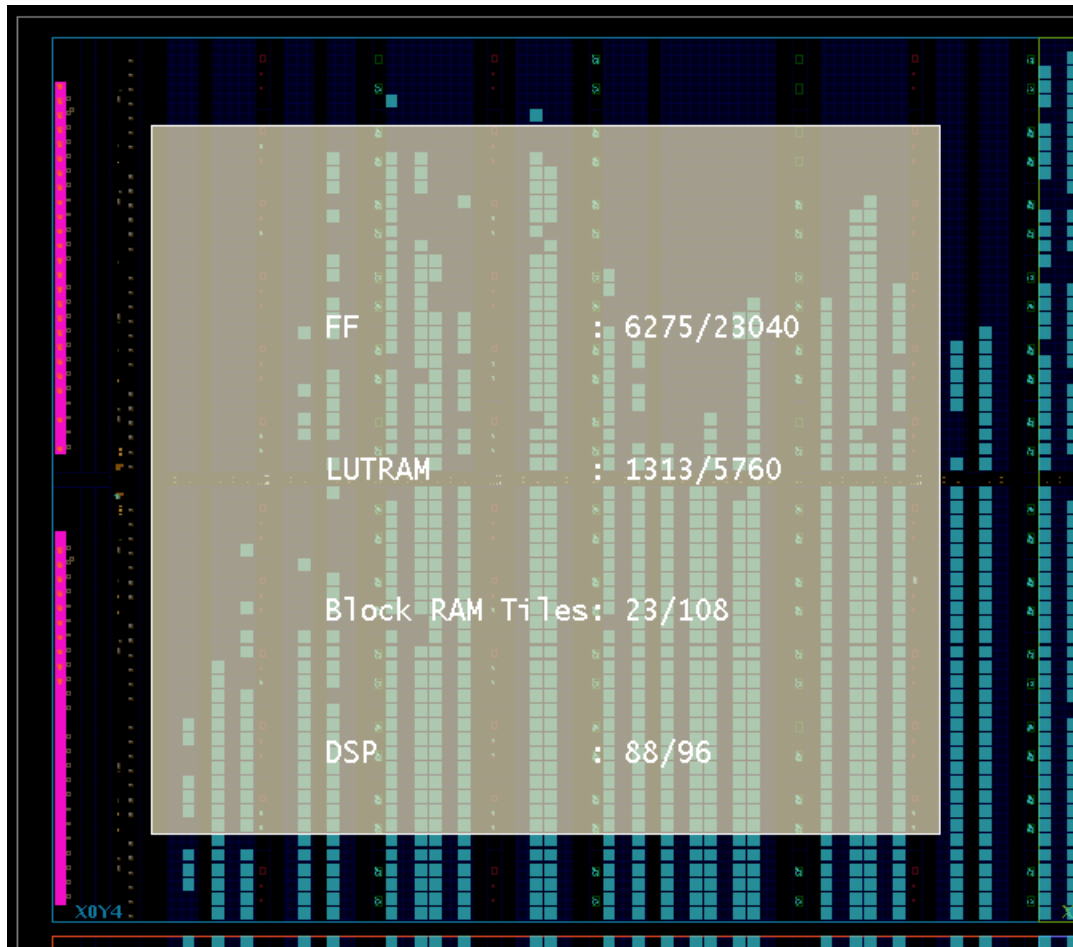 FF : 6275/23040
LUTRAM : 1313/5760
Block RAM Tiles: 23/108
DSP : 88/96
X0Y4
X